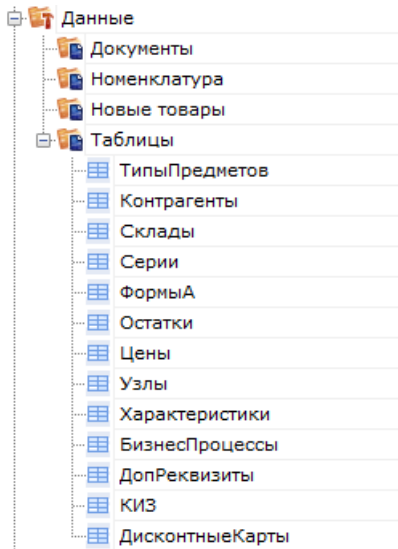 Данные
Документы
Номенклатура
Новые товары
Таблицы
ТипыПредметов
Контрагенты
Склады
Серии
ФормыА
Остатки
Цены
Узлы
Характеристики
БизнесПроцессы
ДопРеквизиты
КИЗ
ДисконтныеКарты